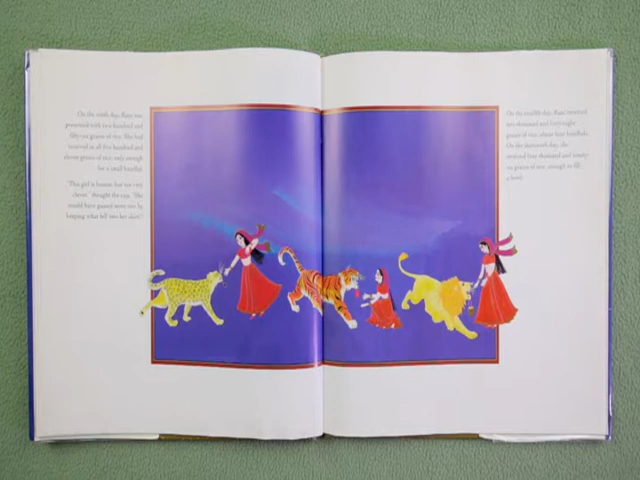 On the ninth day, Rani was
presented with two hundred and
fifty-six grains of rice. She had
received in all five hundred and
eleven grains of rice, only enough
for a small handful.
"This girl is honest, but not very
clever," thought the raja. "She
would have gained more rice by
keeping what fell into her skirt!"
On the twelfth day, Rani received
two thousand and forty-eight
grains of rice, about four handfuls.
On the thirteenth day, she
received four thousand and ninety-
six grains of rice, enough to fill
a bowl.